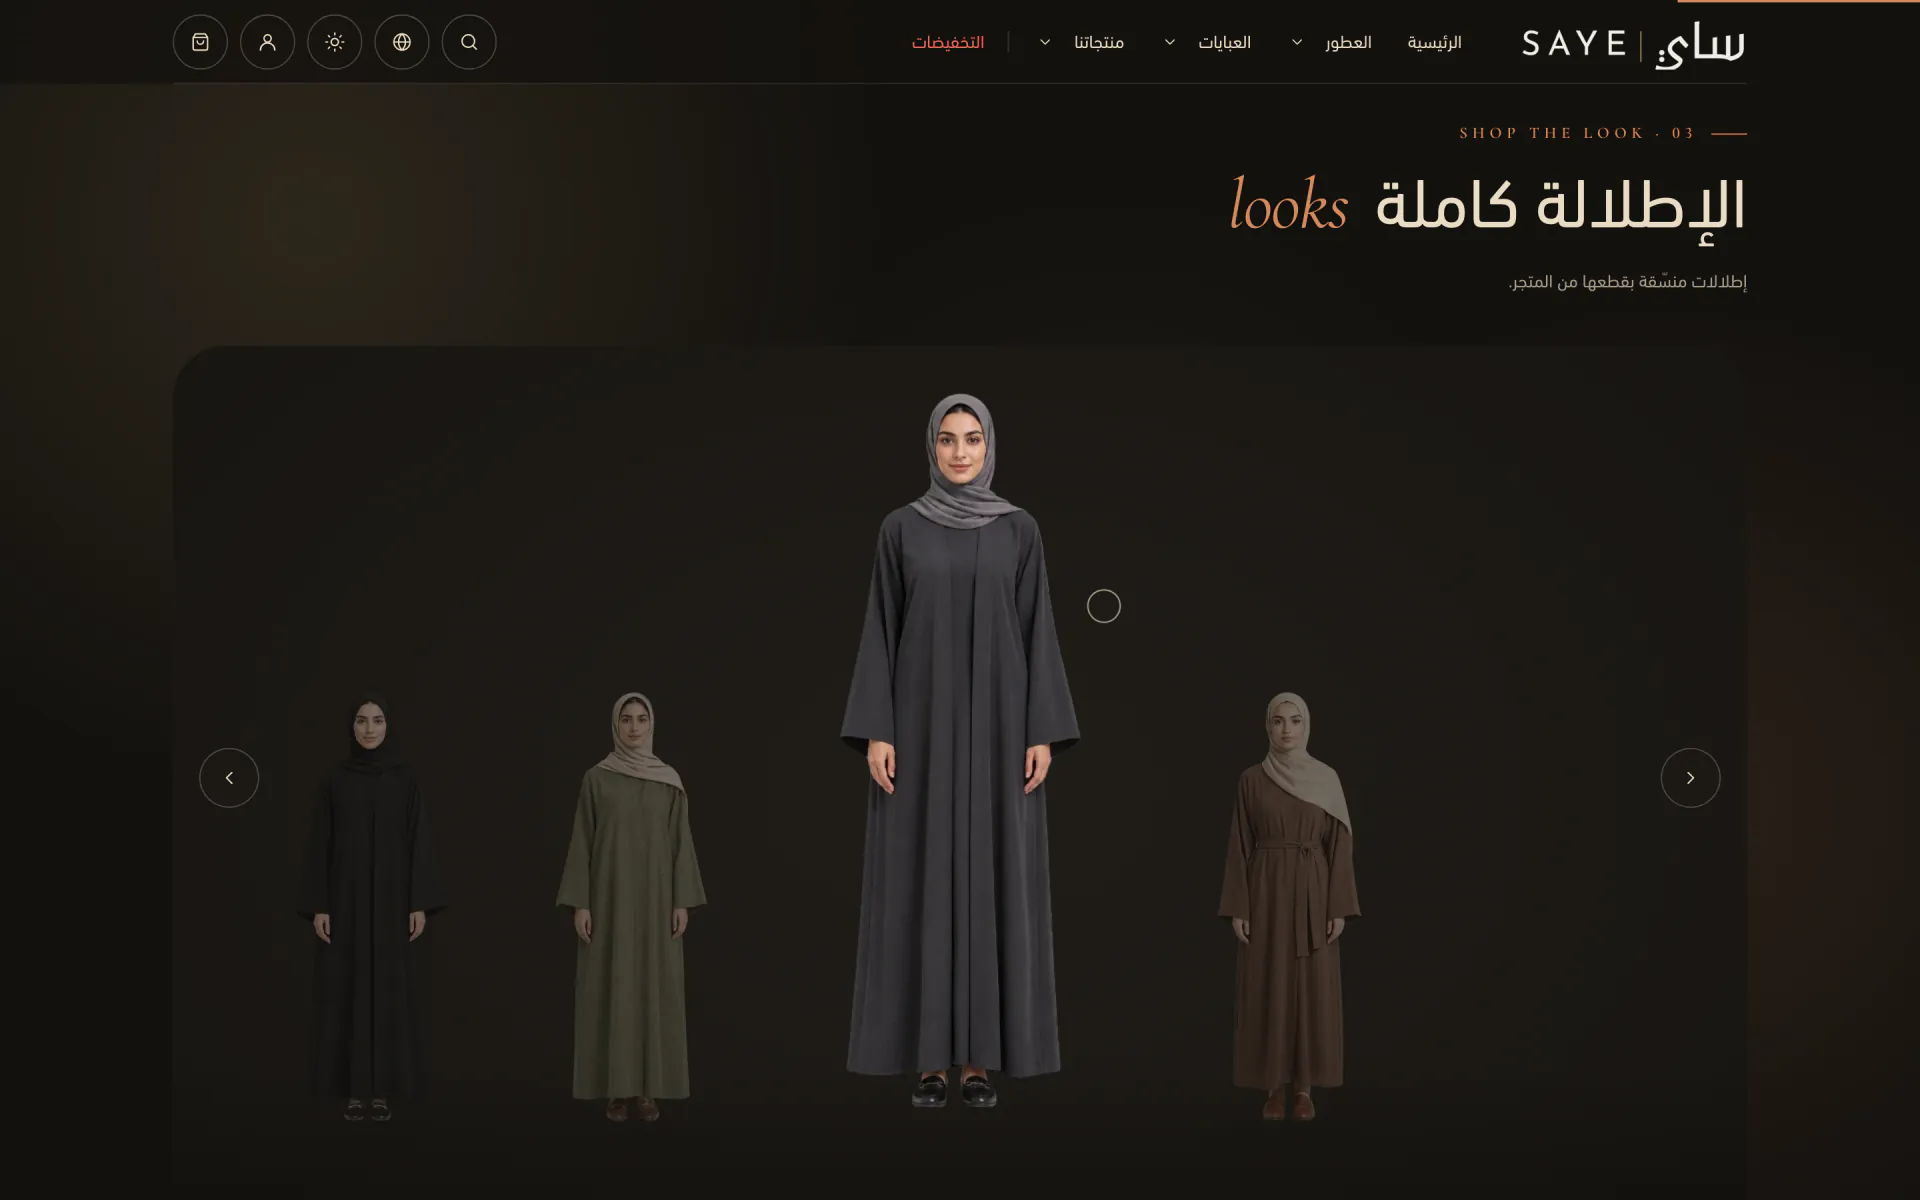 ساي | SAYE
الرئيسية
العطور
العبايات
منتجاتنا
التخفيضات
SHOP THE LOOK · 03
الإطلالة كاملة looks
إطلالات منسّقة بقطعها من المتجر.